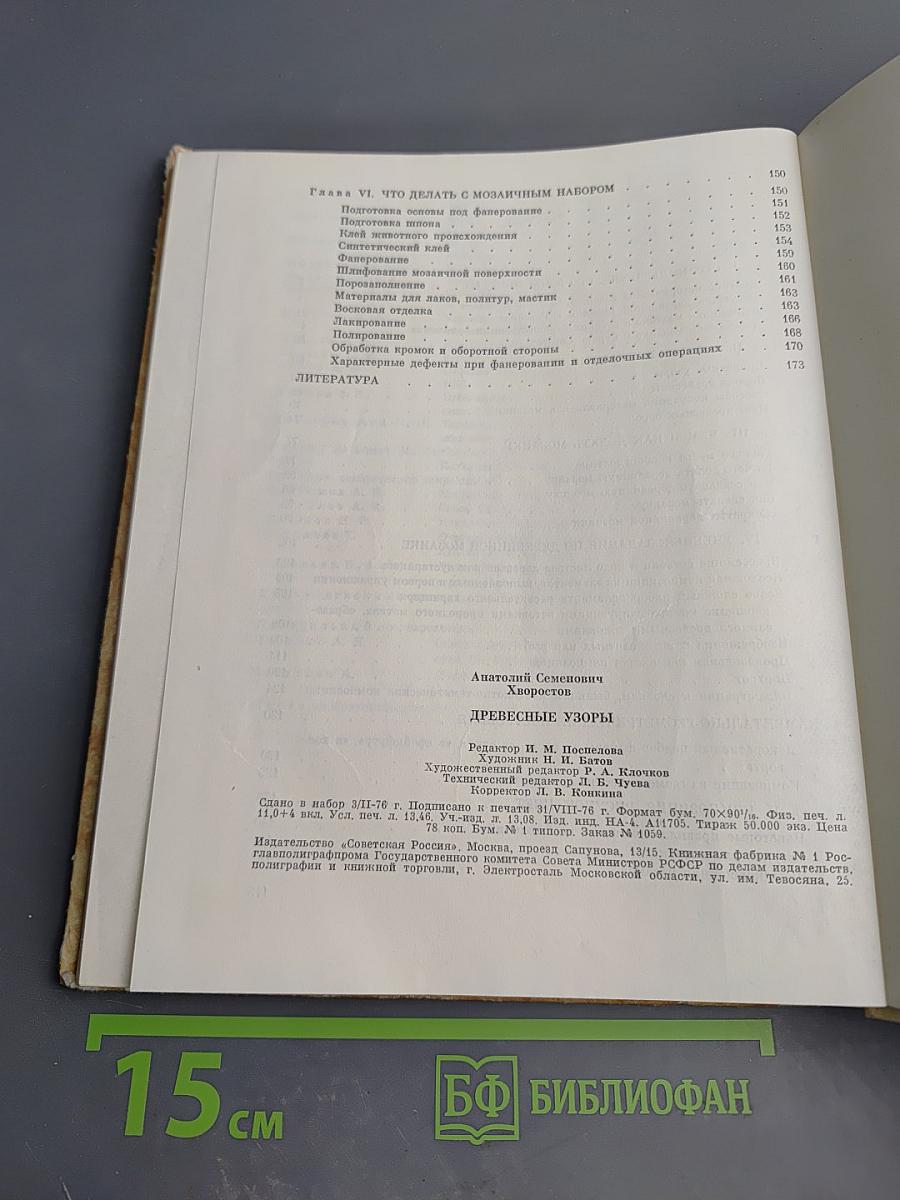 Глава VI. ЧТО ДЕЛАТЬ С МОЗАИЧНЫМ НАБОРОМ . . . . . . 150
Подготовка основы под фанерование . . . . . . 150
Подготовка шпона . . . . . . 151
Клей животного происхождения . . . . . . 152
Синтетический клей . . . . . . 153
Фанерование . . . . . . 154
Шлифование мозаичной поверхности . . . . . . 159
Порозаполнение . . . . . . 160
Материалы для лаков, политур, мастик . . . . . . 161
Восковая отделка . . . . . . 163
Лакирование . . . . . . 163
Полирование . . . . . . 166
Обработка кромок и оборотной стороны . . . . . . 168
Характерные дефекты при фанеровании и отделочных операциях . . 170
ЛИТЕРАТУРА . . . . . . 173
Анатолий Семенович
Хворостов
ДРЕВЕСНЫЕ УЗОРЫ
Редактор И. М. Поспелова
Художник Н. И. Батов
Художественный редактор Р. А. Клочков
Технический редактор Л. Б. Чуева
Корректор Л. В. Конкина
Сдано в набор 3/II-76 г. Подписано к печати 31/VIII-76 г. Формат бум. 70×90¹/₁₆. Физ. печ. л.
11,0+4 вкл. Усл. печ. л. 13,46. Уч.-изд. л. 13,08. Изд. инд. НА-4. А11705. Тираж 50.000 экз. Цена
78 коп. Бум. № 1 типогр. Заказ № 1059.
Издательство «Советская Россия». Москва, проезд Сапунова, 13/15. Книжная фабрика № 1 Рос-
главполиграфпрома Государственного комитета Совета Министров РСФСР по делам издательств,
полиграфии и книжной торговли, г. Электросталь Московской области, ул. им. Тевосяна, 25.
15 см
БФ БИБЛИОФАН